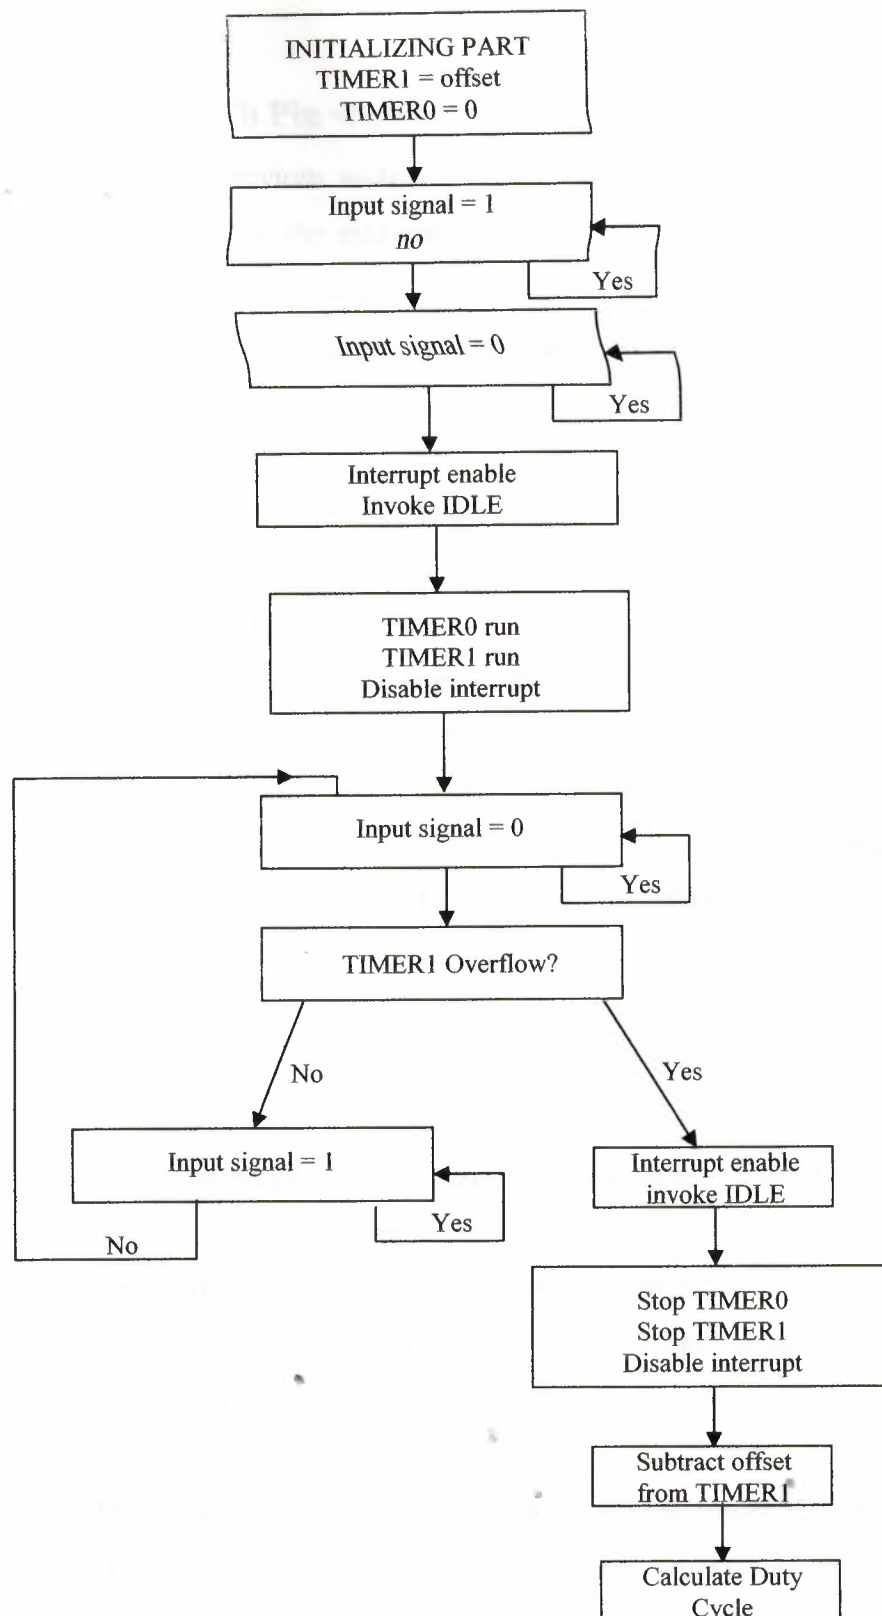 INITIALIZING PART
TIMER1 = offset
TIMER0 = 0
Input signal = 1
no
Yes
Input signal = 0
Yes
Interrupt enable
Invoke IDLE
TIMER0 run
TIMER1 run
Disable interrupt
Input signal = 0
Yes
TIMER1 Overflow?
No
Yes
Input signal = 1
Yes
No
Interrupt enable
invoke IDLE
Stop TIMER0
Stop TIMER1
Disable interrupt
Subtract offset
from TIMER1
Calculate Duty
Cycle